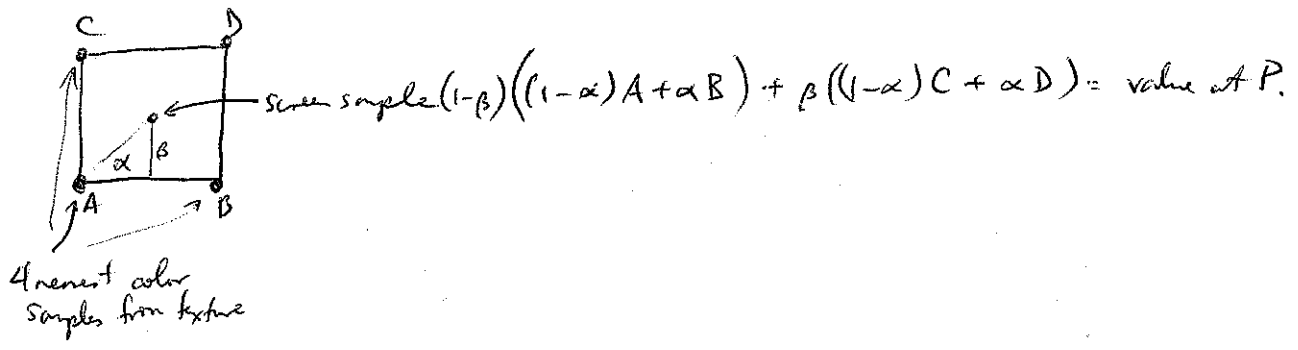 C D
screen sample (1-β)((1-α)A + αB) + β((1-α)C + αD) = value at P.
α β
A B
4 nearest color
samples from texture